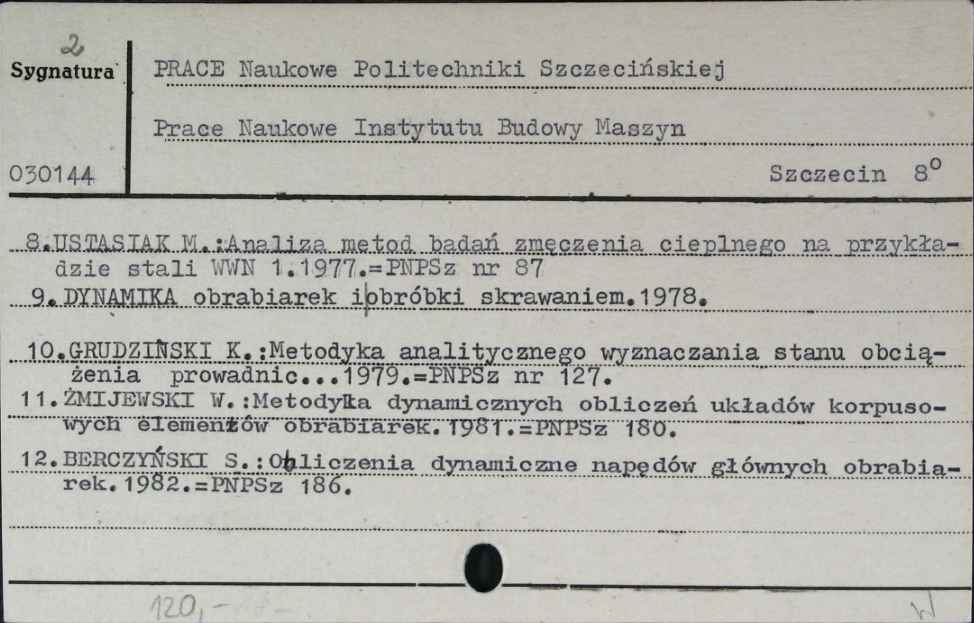 2
Sygnatura
PRACE Naukowe Politechniki Szczecińskiej
Prace Naukowe Instytutu Budowy Maszyn
030144
Szczecin 8°
8.USTASIAK M.:Analiza metod badań zmęczenia cieplnego na przykła-
dzie stali WWN 1.1977.=PNPSz nr 87
9.DYNAMIKA obrabiarek i|obróbki skrawaniem.1978.
10.GRUDZIŃSKI K.:Metodyka analitycznego wyznaczania stanu obcią-
żenia prowadnic...1979.=PNPSz nr 127.
11.ŻMIJEWSKI W.:Metodyka dynamicznych obliczeń układów korpuso-
wych elementów obrabiarek.1981.=PNPSz 180.
12.BERCZYŃSKI S.:Obliczenia dynamiczne napędów głównych obrabia-
rek.1982.=PNPSz 186.
120,-
W